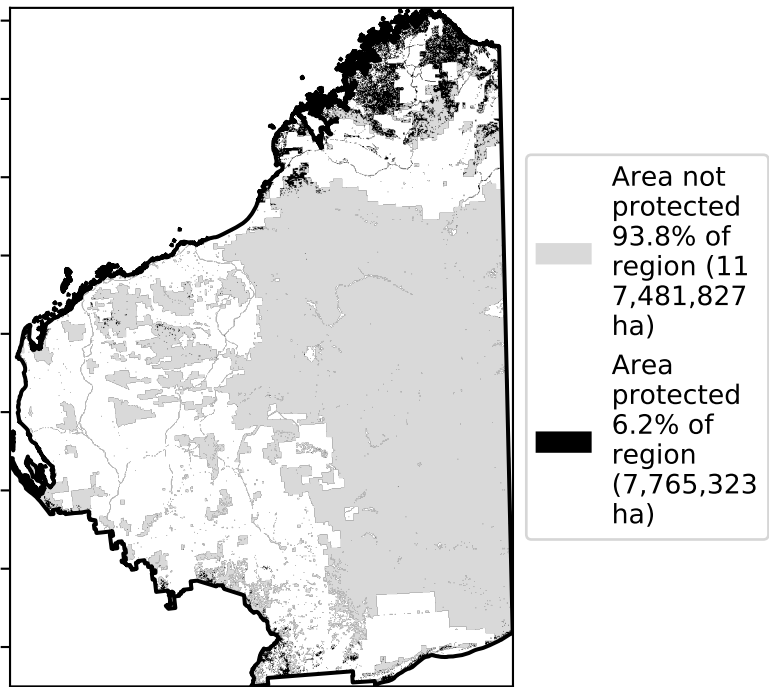 Area not
protected
93.8% of
region (11
7,481,827
ha)
Area
protected
6.2% of
region
(7,765,323
ha)